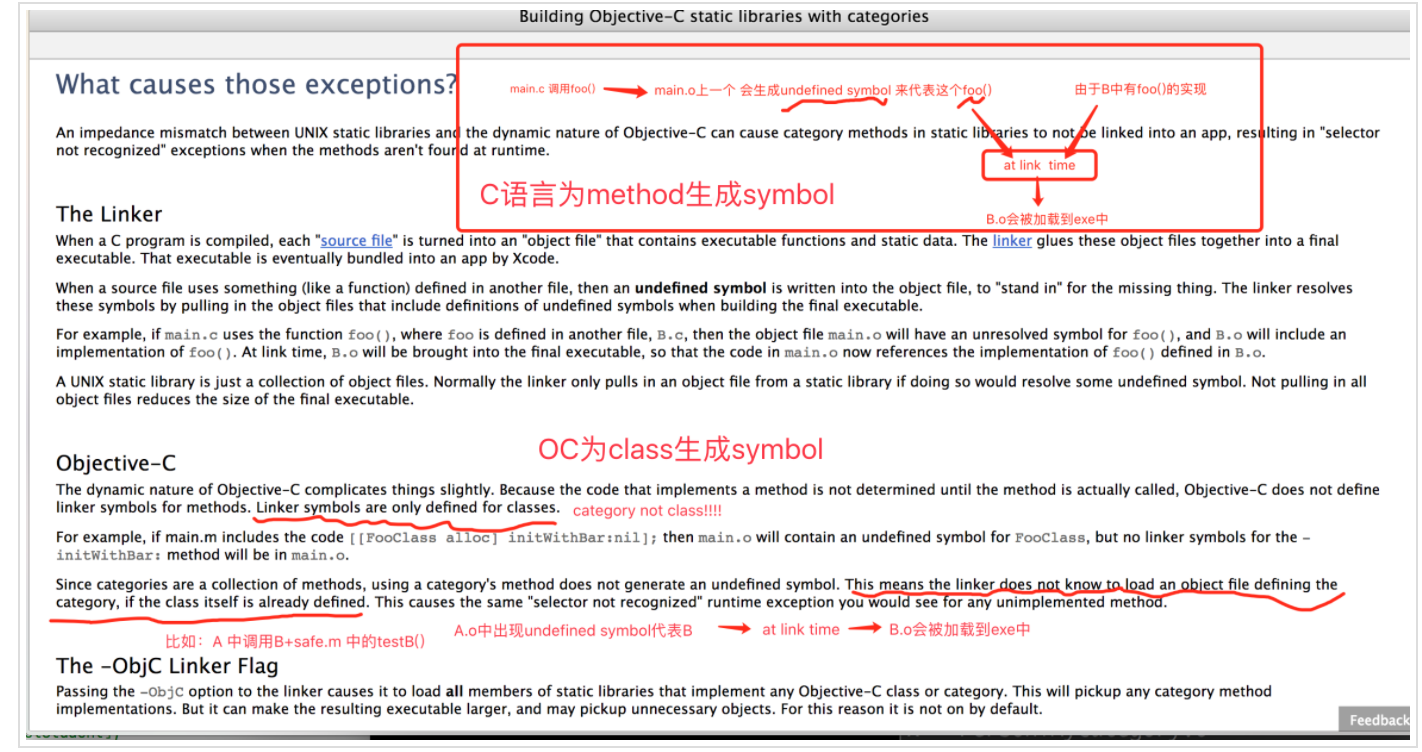 Building Objective-C static libraries with categories
What causes those exceptions?
main.c 调用foo()
main.o上一个 会生成undefined symbol 来代表这个foo()
由于B中有foo()的实现
An impedance mismatch between UNIX static libraries and the dynamic nature of Objective-C can cause category methods in static libraries to not be linked into an app, resulting in "selector
not recognized" exceptions when the methods aren't found at runtime.
at link time
C语言为method生成symbol
B.o会被加载到exe中
The Linker
When a C program is compiled, each "source file" is turned into an "object file" that contains executable functions and static data. The linker glues these object files together into a final
executable. That executable is eventually bundled into an app by Xcode.
When a source file uses something (like a function) defined in another file, then an undefined symbol is written into the object file, to "stand in" for the missing thing. The linker resolves
these symbols by pulling in the object files that include definitions of undefined symbols when building the final executable.
For example, if main.c uses the function foo(), where foo is defined in another file, B.c, then the object file main.o will have an unresolved symbol for foo(), and B.o will include an
implementation of foo(). At link time, B.o will be brought into the final executable, so that the code in main.o now references the implementation of foo() defined in B.o.
A UNIX static library is just a collection of object files. Normally the linker only pulls in an object file from a static library if doing so would resolve some undefined symbol. Not pulling in all
object files reduces the size of the final executable.
OC为class生成symbol
Objective-C
The dynamic nature of Objective-C complicates things slightly. Because the code that implements a method is not determined until the method is actually called, Objective-C does not define
linker symbols for methods. Linker symbols are only defined for classes.
category not class!!!!
For example, if main.m includes the code [[FooClass alloc] initWithBar:nil]; then main.o will contain an undefined symbol for FooClass, but no linker symbols for the -
initWithBar: method will be in main.o.
Since categories are a collection of methods, using a category's method does not generate an undefined symbol. This means the linker does not know to load an object file defining the
category, if the class itself is already defined. This causes the same "selector not recognized" runtime exception you would see for any unimplemented method.
比如：A 中调用B+safe.m 中的testB()
A.o中出现undefined symbol代表B
at link time
B.o会被加载到exe中
The -ObjC Linker Flag
Passing the -ObjC option to the linker causes it to load all members of static libraries that implement any Objective-C class or category. This will pickup any category method
implementations. But it can make the resulting executable larger, and may pickup unnecessary objects. For this reason it is not on by default.
Feedback